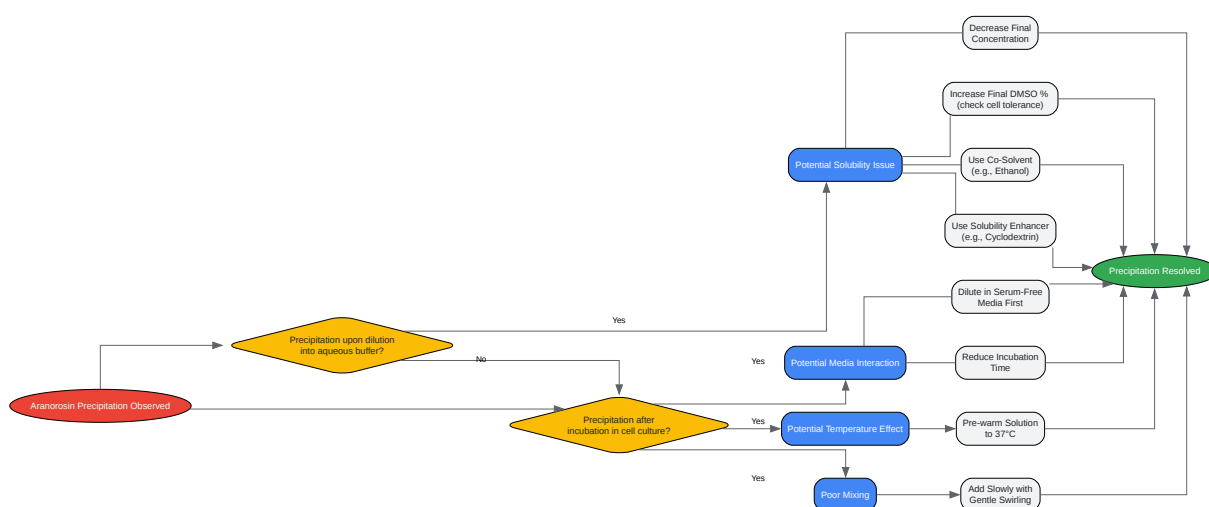 Decrease Final
Concentration
Increase Final DMSO %
(check cell tolerance)
Potential Solubility Issue
Use Co-Solvent
(e.g., Ethanol)
Use Solubility Enhancer
(e.g., Cyclodextrin)
Precipitation Resolved
Dilute in Serum-Free
Media First
Yes
Precipitation upon dilution
into aqueous buffer?
No
Yes
Potential Media Interaction
Reduce Incubation
Time
Aranorosin Precipitation Observed
Precipitation after
incubation in cell culture?
Yes
Potential Temperature Effect
Pre-warm Solution
to 37°C
Yes
Poor Mixing
Add Slowly with
Gentle Swirling